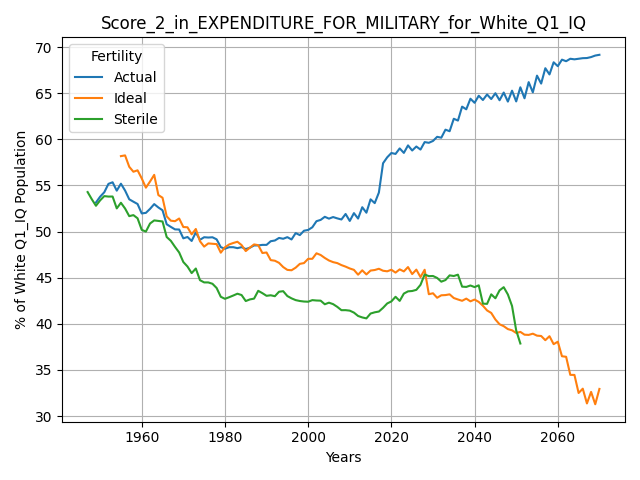 Score_2_in_EXPENDITURE_FOR_MILITARY_for_White_Q1_IQ
% of White Q1_IQ Population
70
65
60
55
50
45
40
35
30
Fertility
Actual
Ideal
Sterile
1960 1980 2000 2020 2040 2060
Years